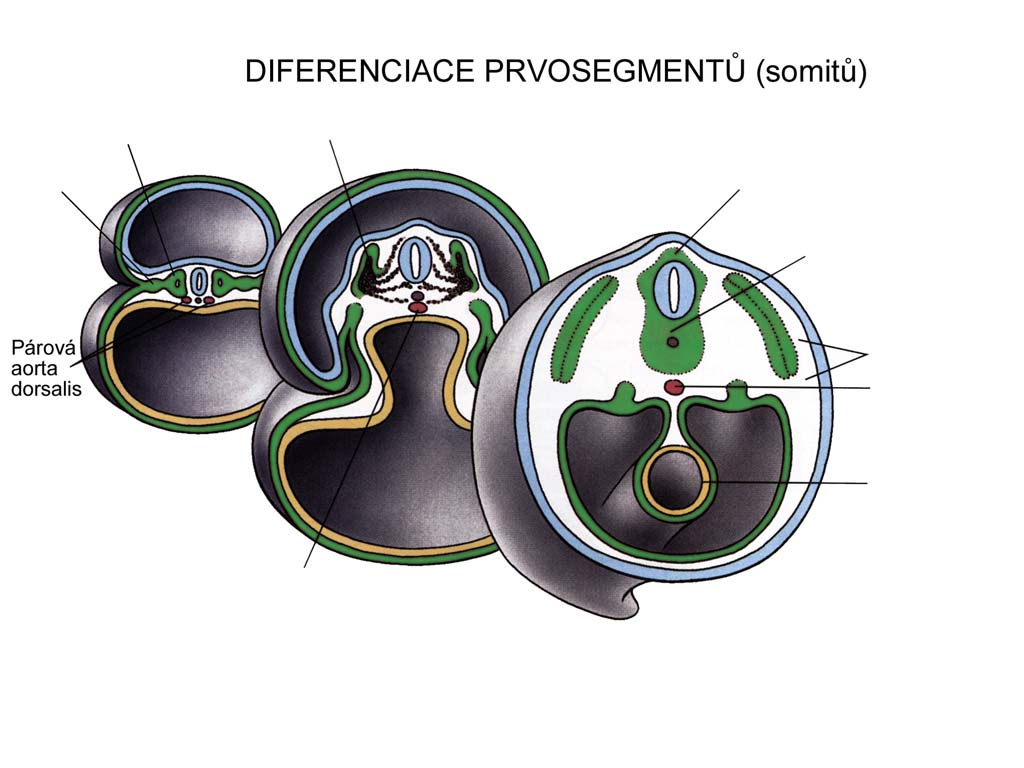 DIFERENCIACE PRVOSEGMENTŮ (somitů)
Párová
aorta
dorsalis